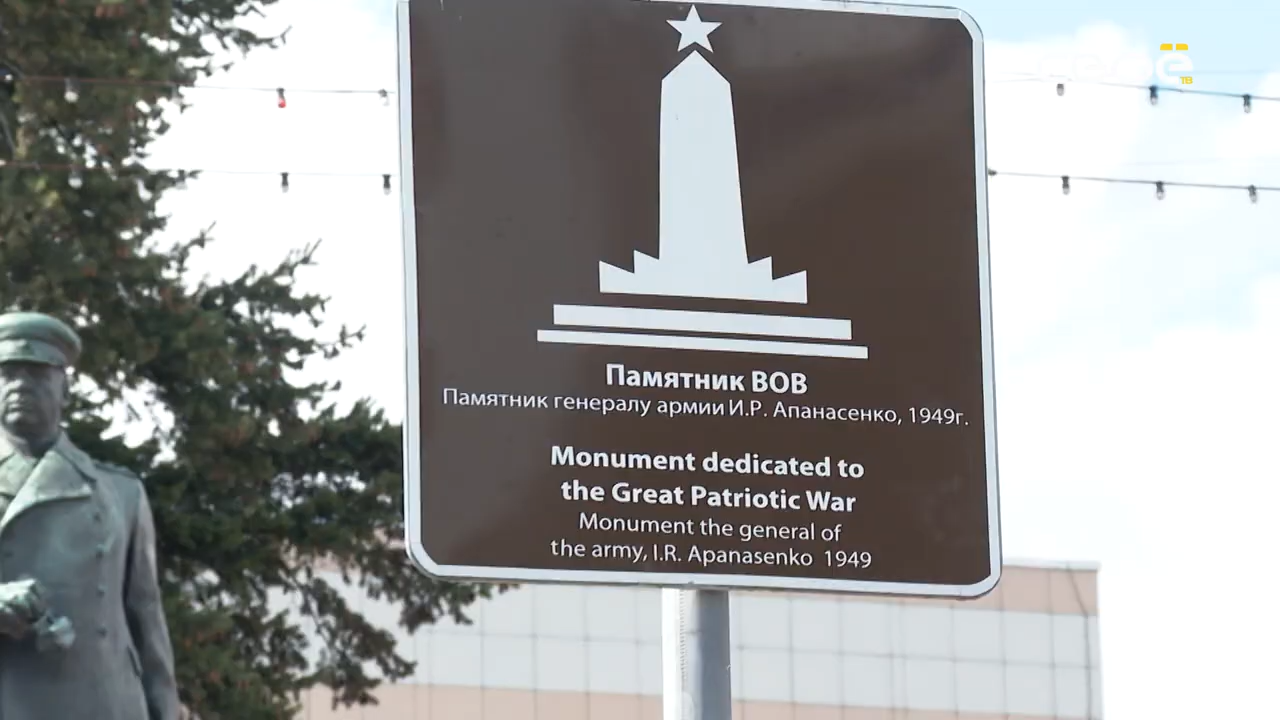 Памятник ВОВ
Памятник генералу армии И.Р. Апанасенко, 1949г.
Monument dedicated to
the Great Patriotic War
Monument the general of
the army, I.R. Apanasenko 1949
ТВ